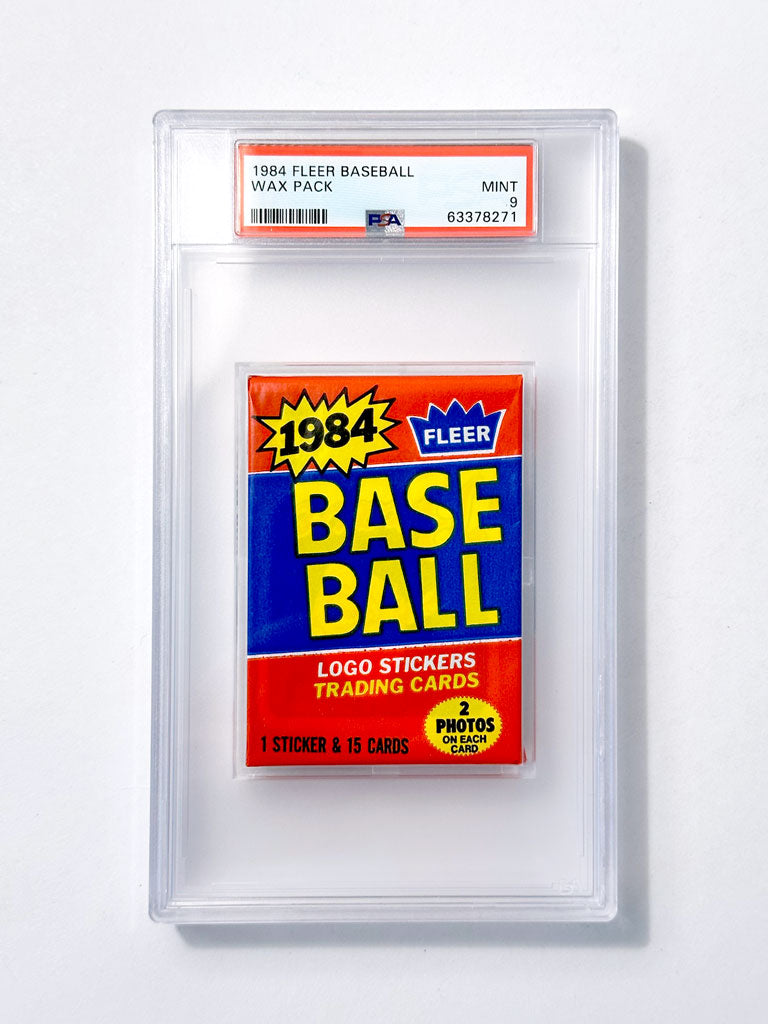 1984 FLEER BASEBALL
WAX PACK MINT
9
PSA 63378271
1984 FLEER
BASE
BALL
LOGO STICKERS
TRADING CARDS
2
PHOTOS
ON EACH
CARD
1 STICKER & 15 CARDS